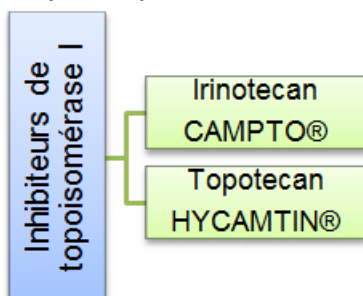 Inhibiteurs de
topoisomérase I
Irinotecan
CAMPTO®
Topotecan
HYCAMTIN®